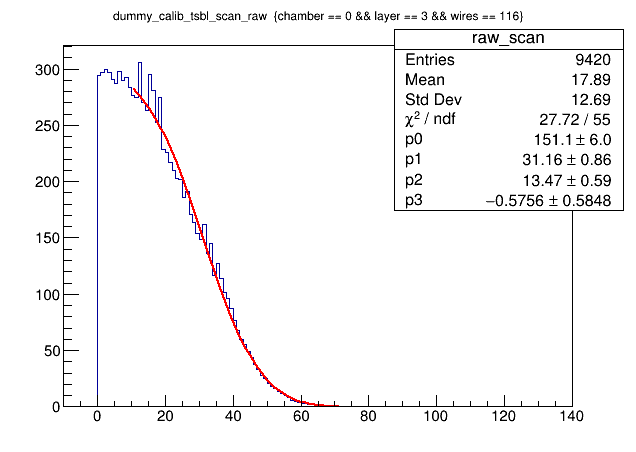 dummy_calib_tsbl_scan_raw {chamber == 0 && layer == 3 && wires == 116}
raw_scan
Entries 9420
Mean 17.89
Std Dev 12.69
χ² / ndf 27.72 / 55
p0 151.1 ± 6.0
p1 31.16 ± 0.86
p2 13.47 ± 0.59
p3 −0.5756 ± 0.5848
300
250
200
150
100
50
0
0 20 40 60 80 100 120 140